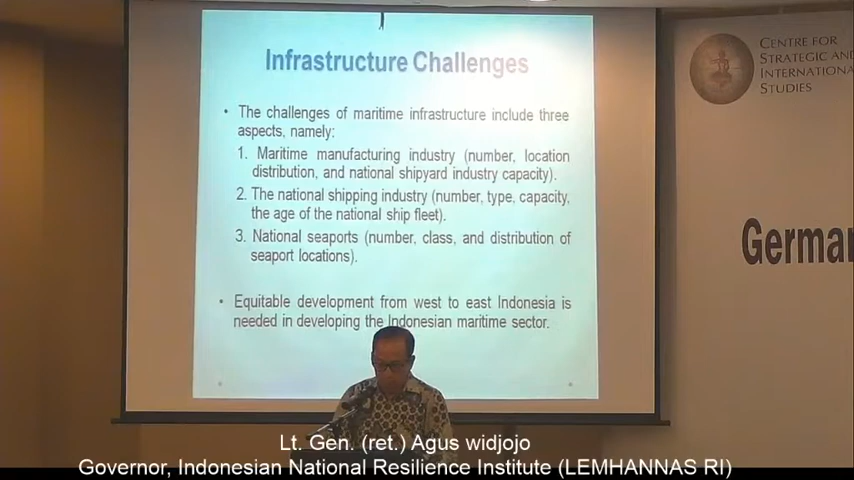 Infrastructure Challenges
• The challenges of maritime infrastructure include three
aspects, namely:
1. Maritime manufacturing industry (number, location
distribution, and national shipyard industry capacity).
2. The national shipping industry (number, type, capacity,
the age of the national ship fleet).
3. National seaports (number, class, and distribution of
seaport locations).
• Equitable development from west to east Indonesia is
needed in developing the Indonesian maritime sector.
CENTRE FOR
STRATEGIC AND
INTERNATIONAL
STUDIES
German
Lt. Gen. (ret.) Agus widjojo
Governor, Indonesian National Resilience Institute (LEMHANNAS RI)